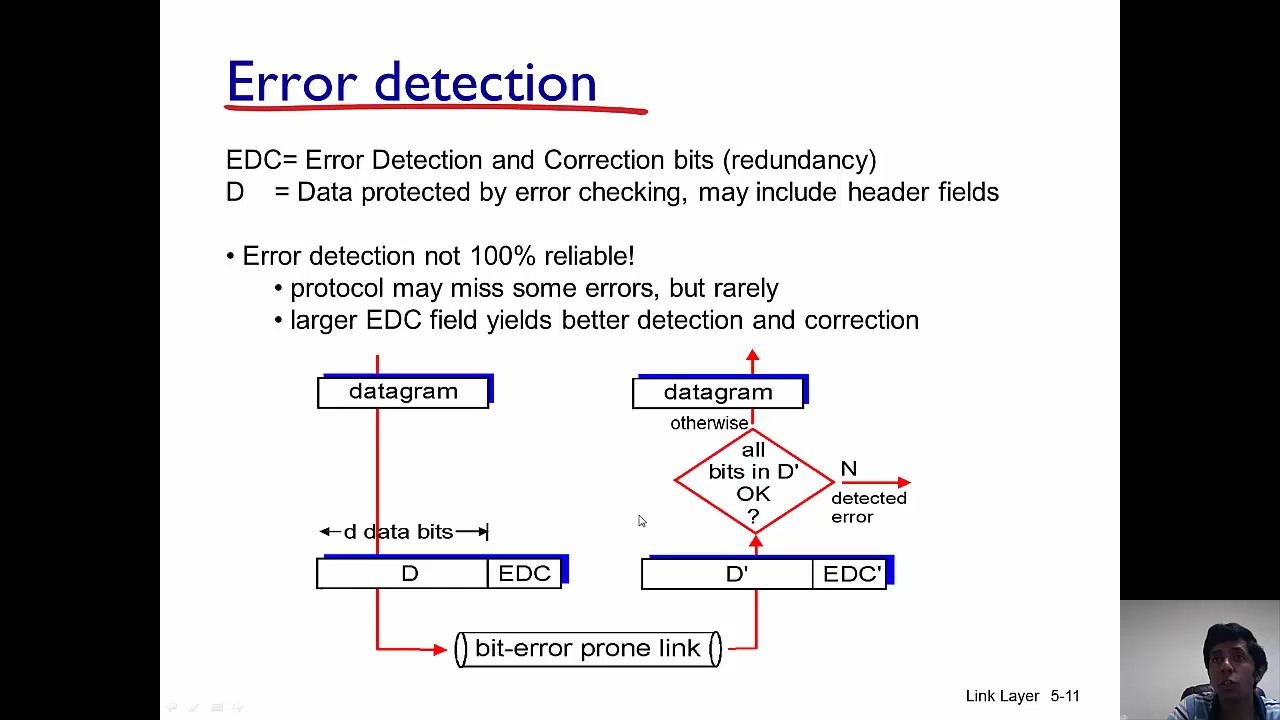 Error detection
EDC= Error Detection and Correction bits (redundancy)
D = Data protected by error checking, may include header fields
• Error detection not 100% reliable!
• protocol may miss some errors, but rarely
• larger EDC field yields better detection and correction
datagram
datagram
otherwise
all
bits in D'
OK
?
N
detected
error
d data bits
D
EDC
D'
EDC'
bit-error prone link
Link Layer 5-11